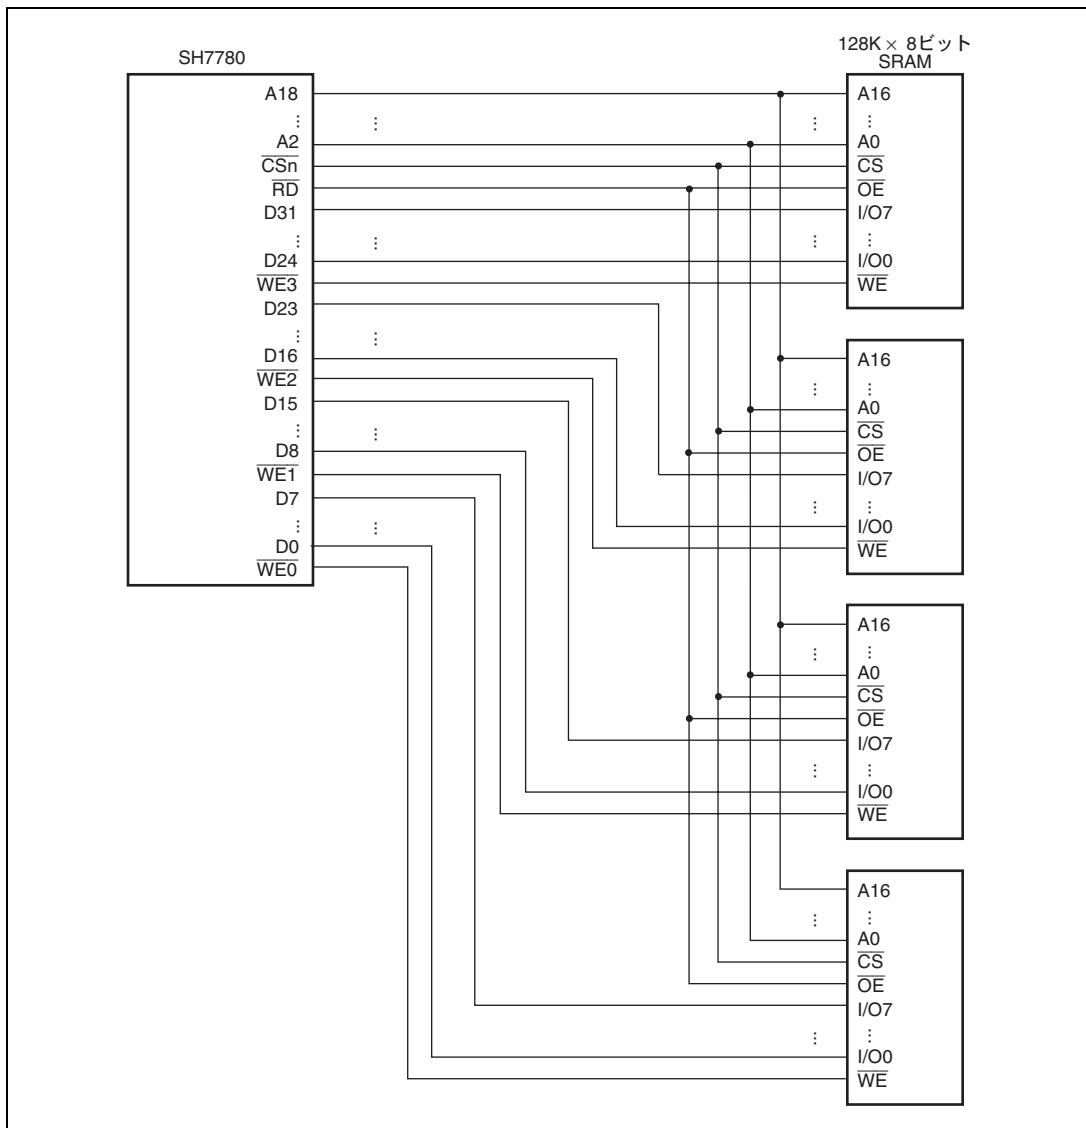 SH7780
A18
⋮
A2
CSn
RD
D31
⋮
D24
WE3
D23
⋮
D16
WE2
D15
⋮
D8
WE1
D7
⋮
D0
WE0
⋮
⋮
⋮
⋮
⋮
128K × 8ビット
SRAM
A16
⋮
A0
CS
OE
I/O7
⋮
I/O0
WE
⋮
⋮
A16
⋮
A0
CS
OE
I/O7
⋮
I/O0
WE
⋮
⋮
A16
⋮
A0
CS
OE
I/O7
⋮
I/O0
WE
⋮
⋮
A16
⋮
A0
CS
OE
I/O7
⋮
I/O0
WE
⋮
⋮